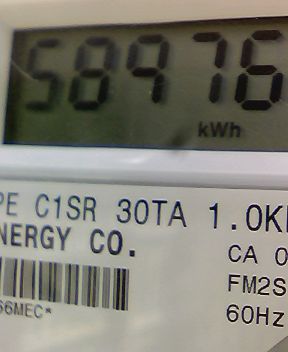 58976
kWh
PE C1SR 30TA 1.0K
NERGY CO.
CA 0
FM2S
66MEC*
60Hz